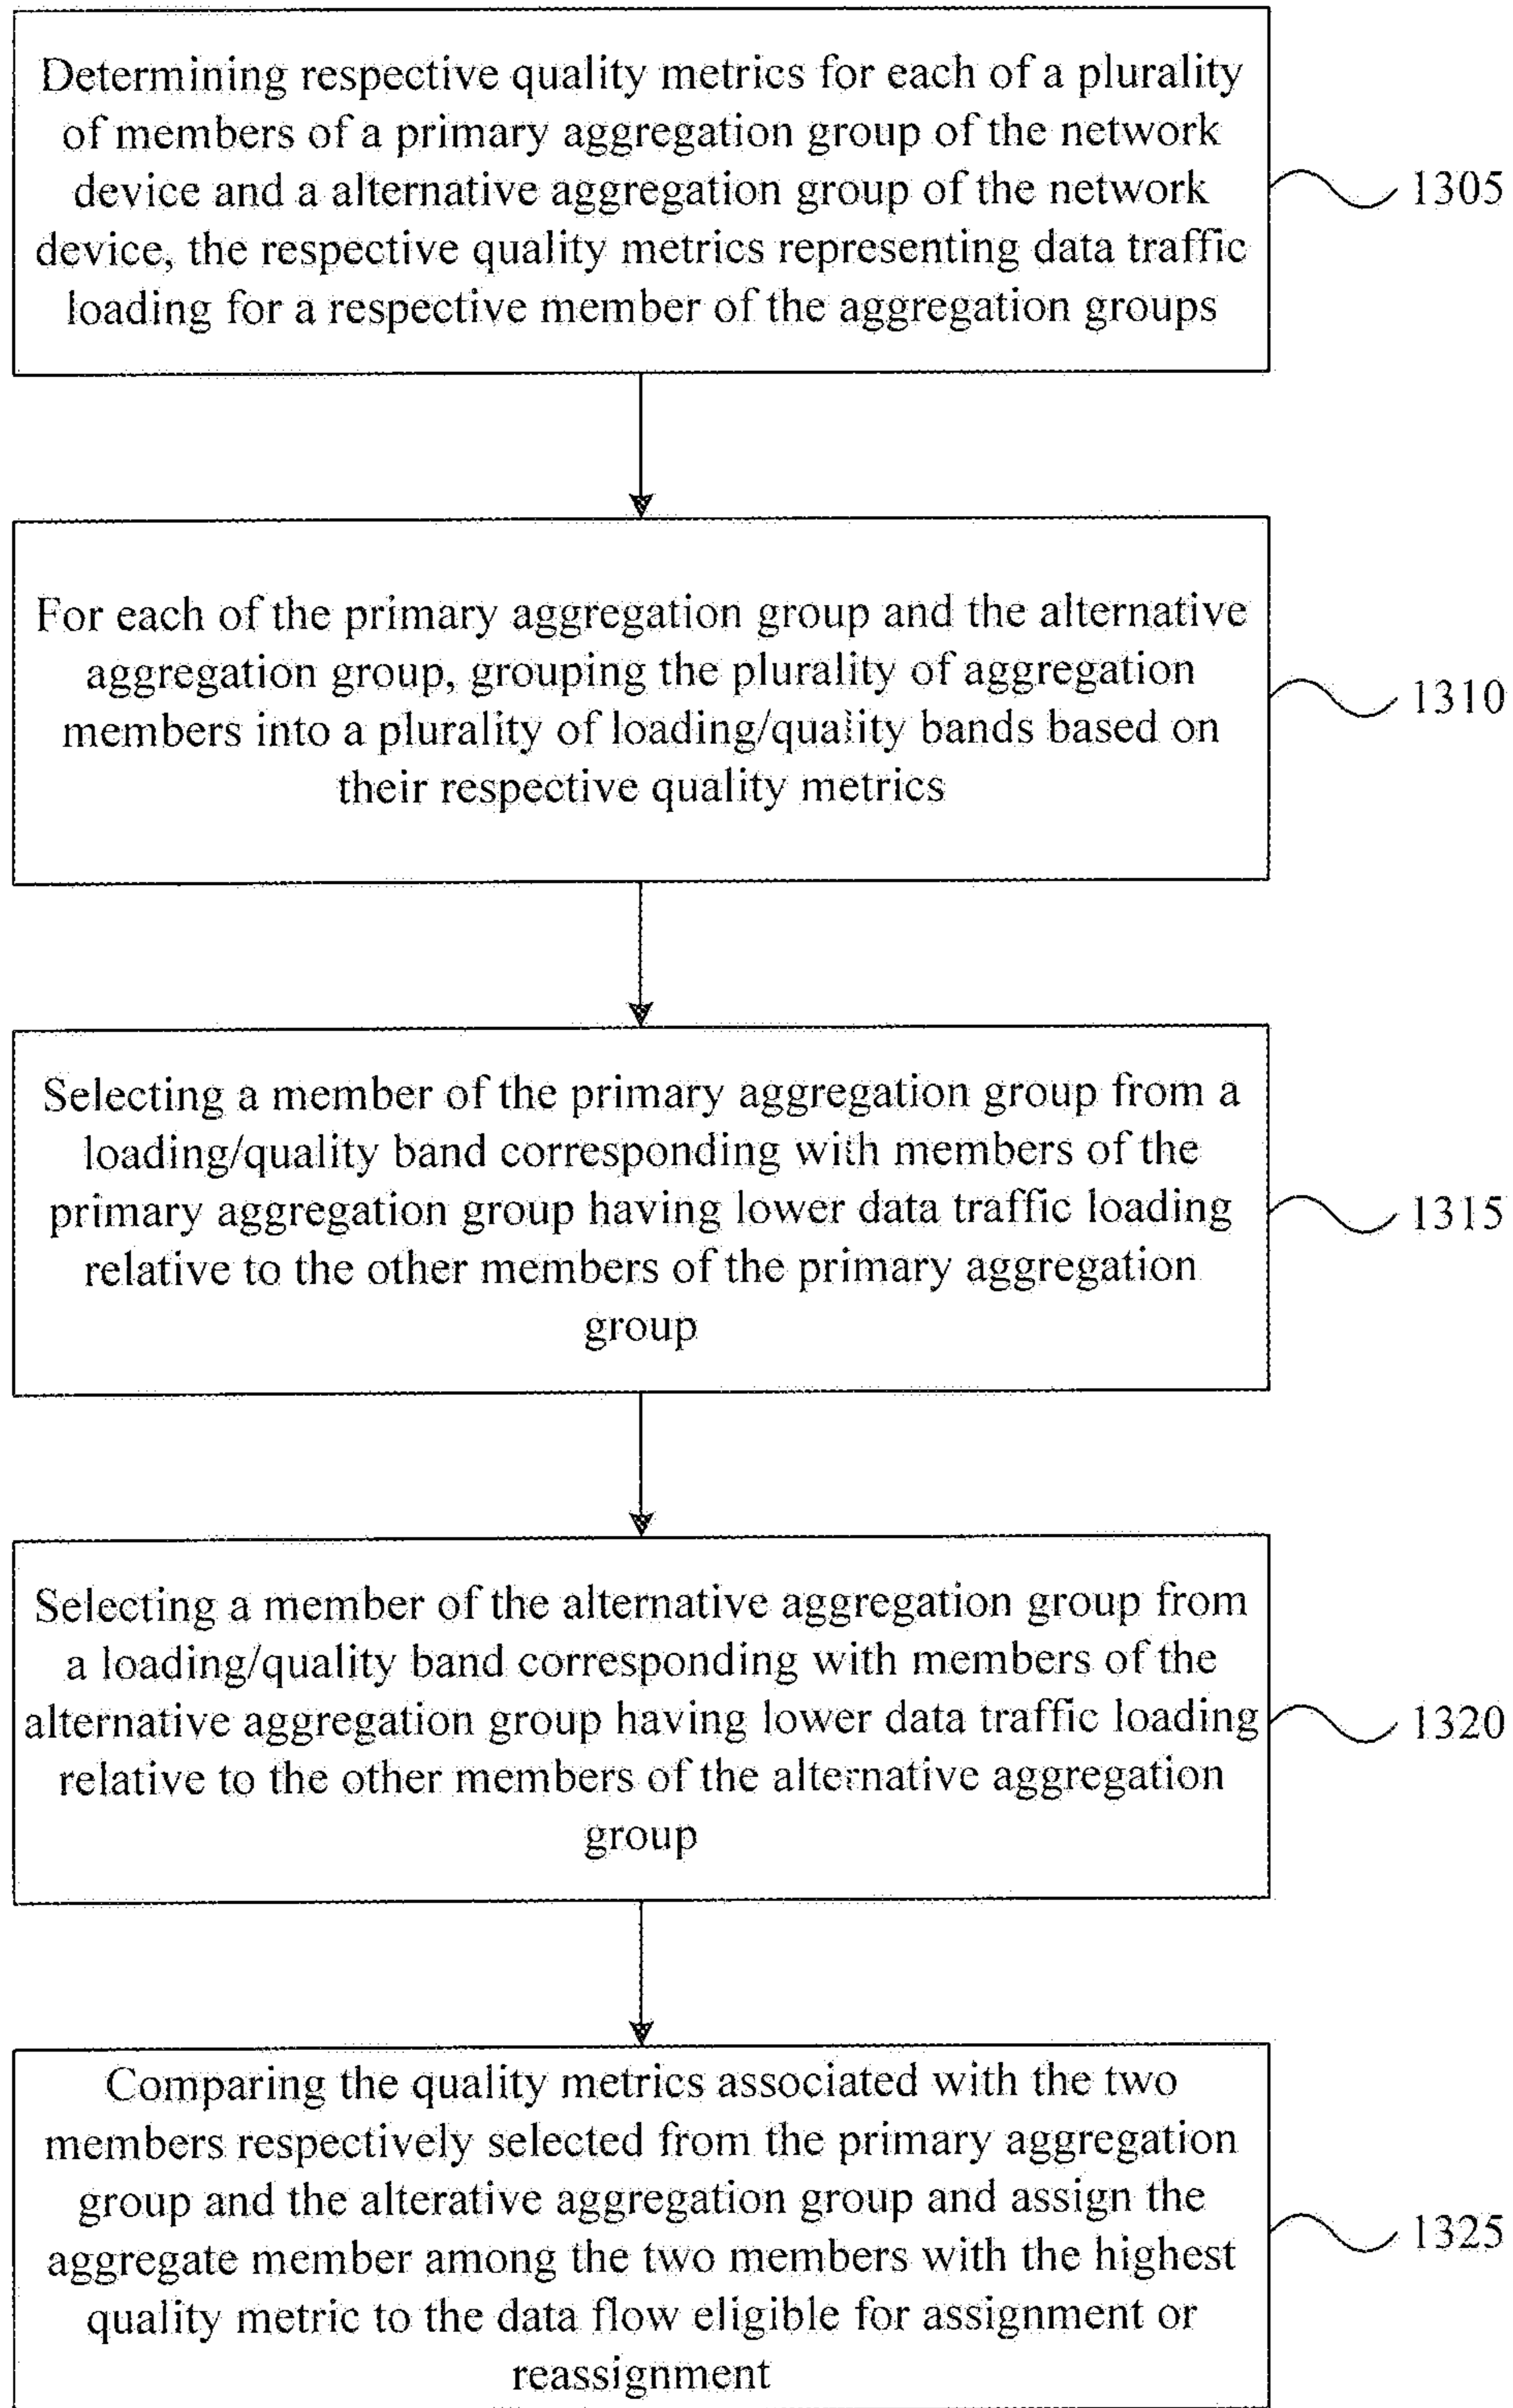 Determining respective quality metrics for each of a plurality
of members of a primary aggregation group of the network
device and a alternative aggregation group of the network
device, the respective quality metrics representing data traffic
loading for a respective member of the aggregation groups
1305
For each of the primary aggregation group and the alternative
aggregation group, grouping the plurality of aggregation
members into a plurality of loading/quality bands based on
their respective quality metrics
1310
Selecting a member of the primary aggregation group from a
loading/quality band corresponding with members of the
primary aggregation group having lower data traffic loading
relative to the other members of the primary aggregation
group
1315
Selecting a member of the alternative aggregation group from
a loading/quality band corresponding with members of the
alternative aggregation group having lower data traffic loading
relative to the other members of the alternative aggregation
group
1320
Comparing the quality metrics associated with the two
members respectively selected from the primary aggregation
group and the alterative aggregation group and assign the
aggregate member among the two members with the highest
quality metric to the data flow eligible for assignment or
reassignment
1325